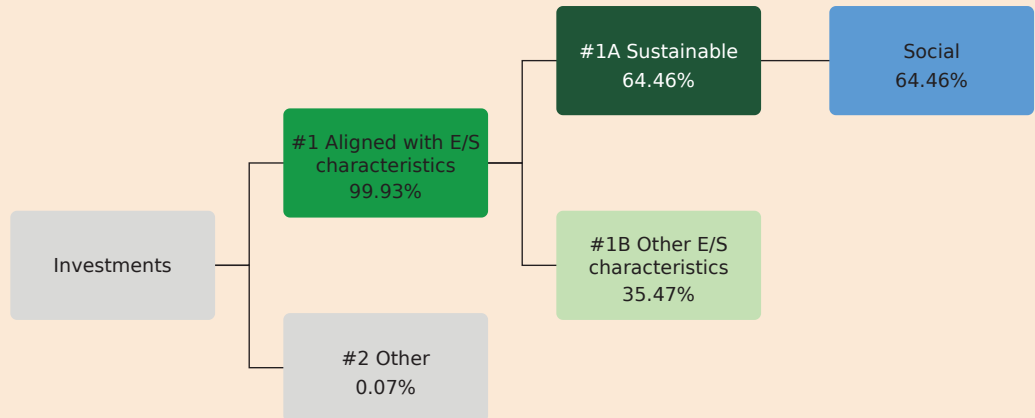 #1A Sustainable
64.46%
Social
64.46%
#1 Aligned with E/S
characteristics
99.93%
Investments
#1B Other E/S
characteristics
35.47%
#2 Other
0.07%